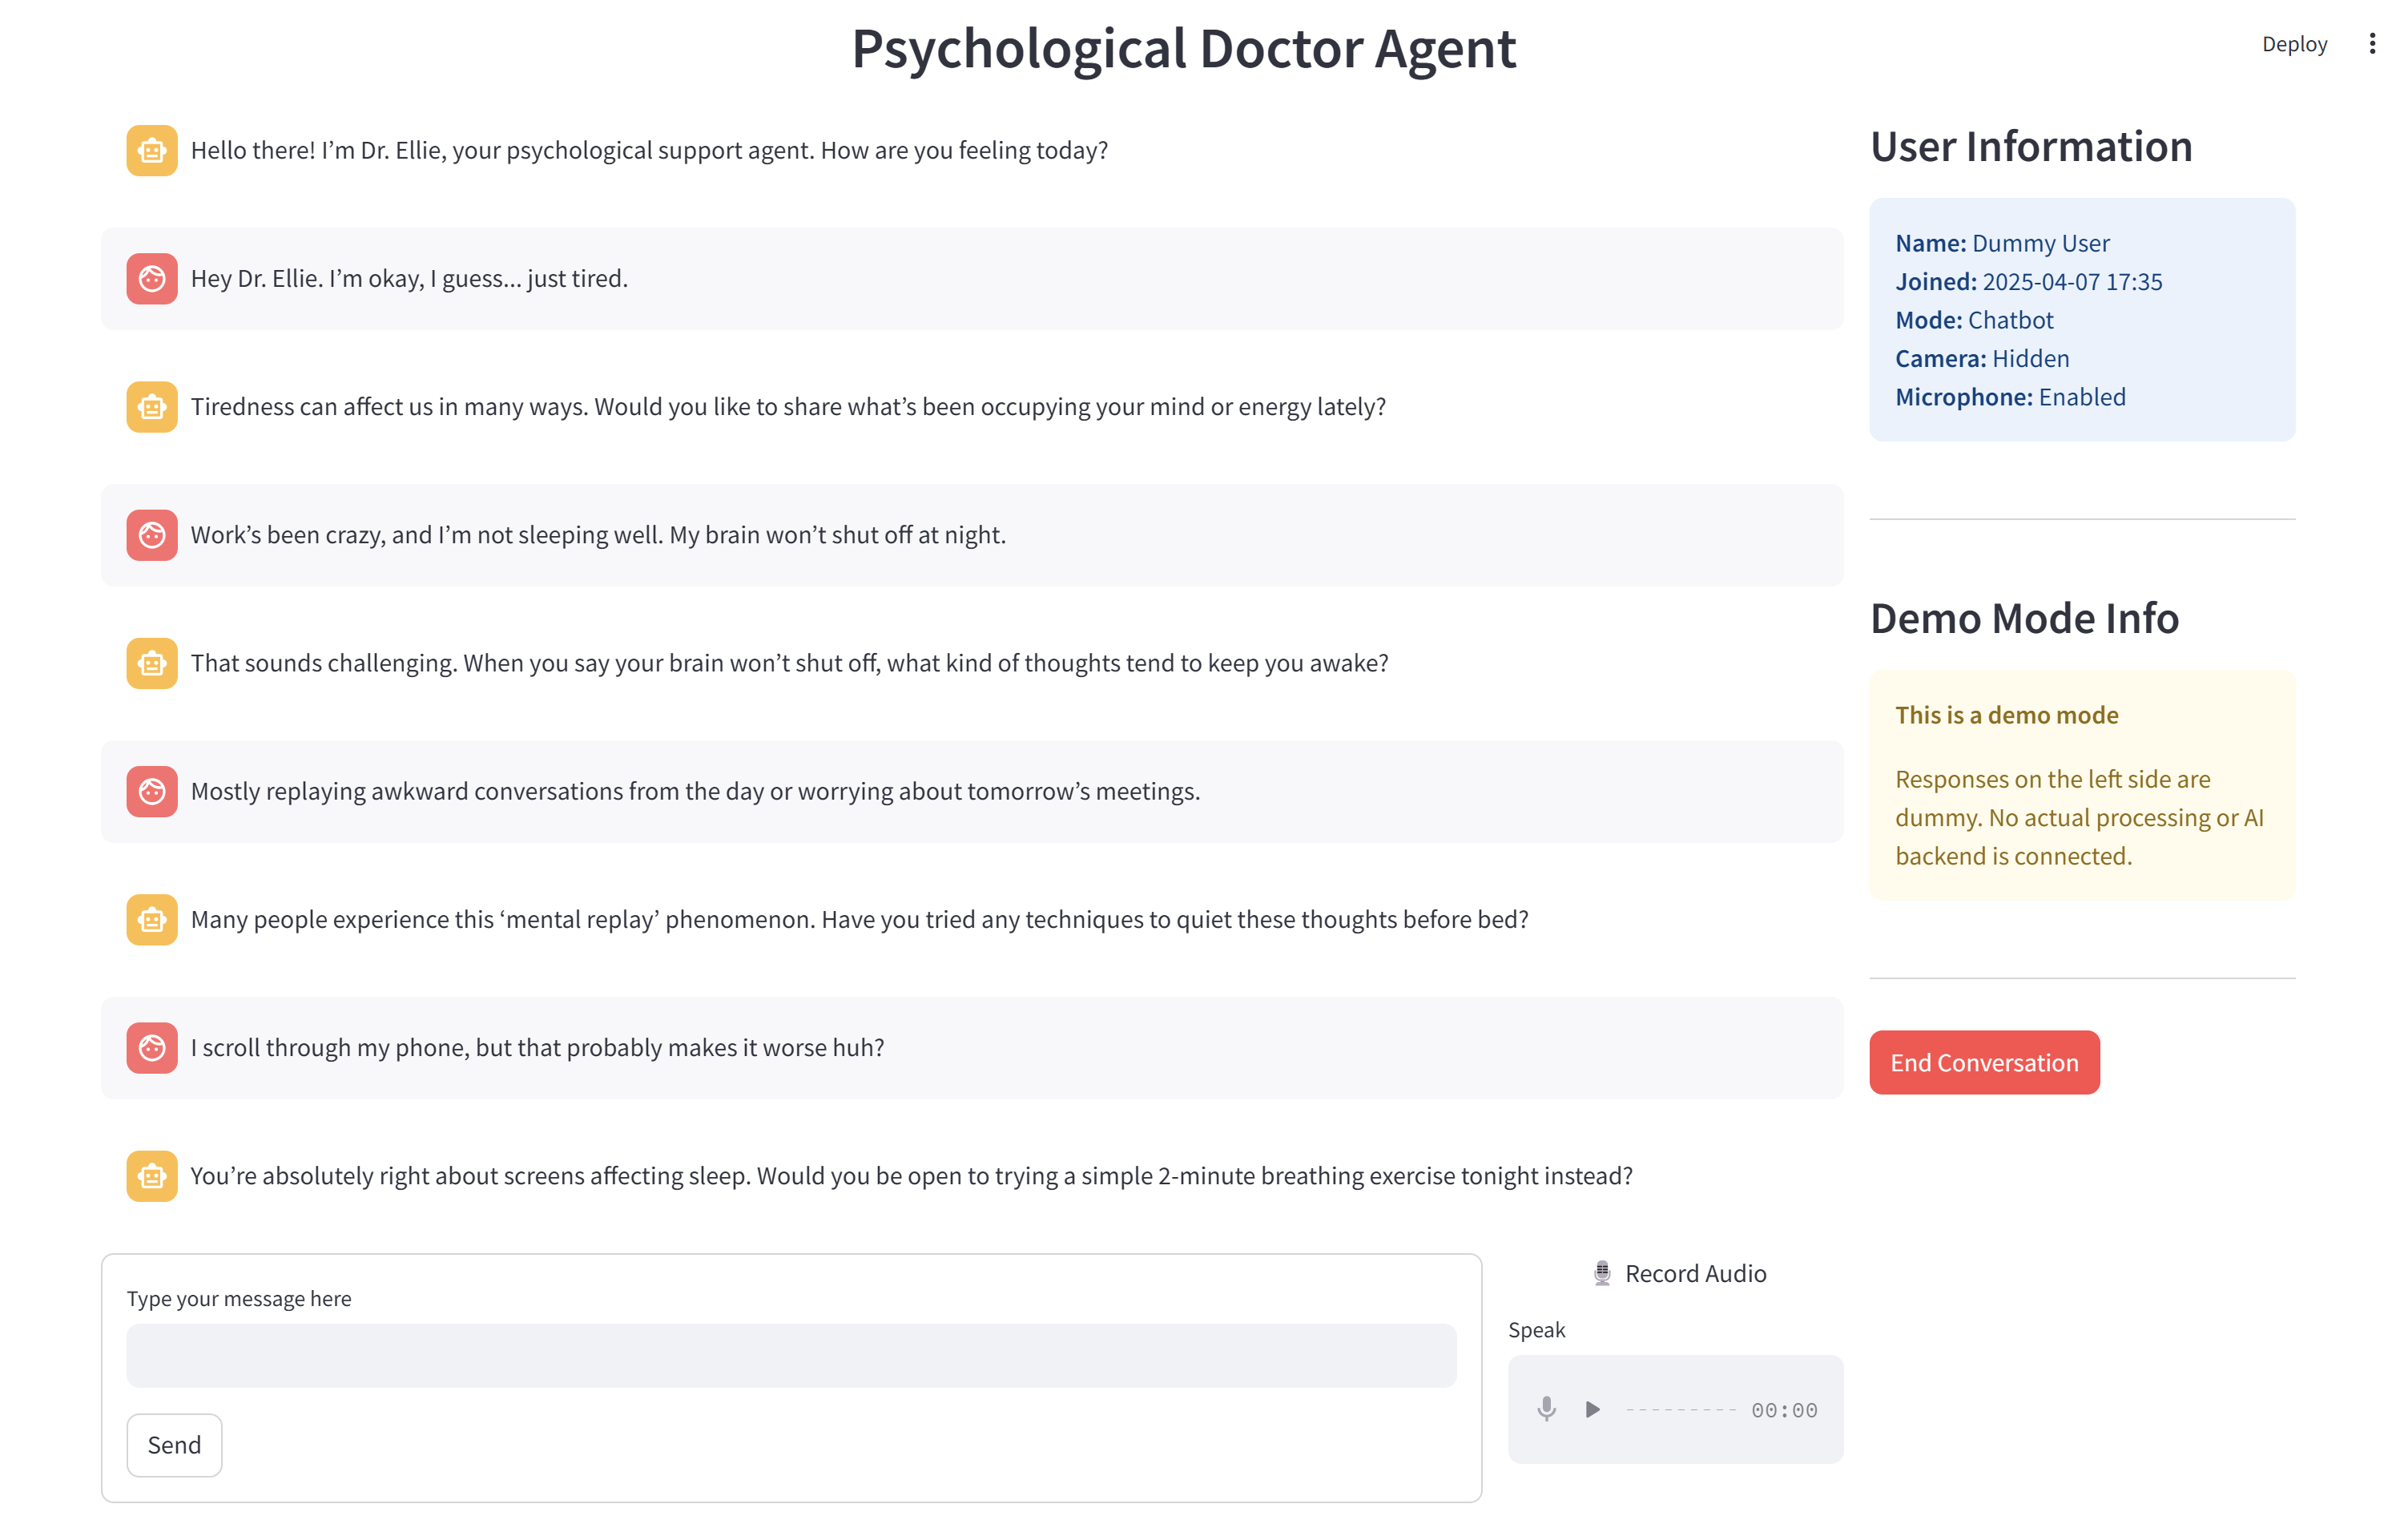 Psychological Doctor Agent
Deploy
Hello there! I’m Dr. Ellie, your psychological support agent. How are you feeling today?
Hey Dr. Ellie. I’m okay, I guess... just tired.
Tiredness can affect us in many ways. Would you like to share what’s been occupying your mind or energy lately?
Work’s been crazy, and I’m not sleeping well. My brain won’t shut off at night.
That sounds challenging. When you say your brain won’t shut off, what kind of thoughts tend to keep you awake?
Mostly replaying awkward conversations from the day or worrying about tomorrow’s meetings.
Many people experience this ‘mental replay’ phenomenon. Have you tried any techniques to quiet these thoughts before bed?
I scroll through my phone, but that probably makes it worse huh?
You’re absolutely right about screens affecting sleep. Would you be open to trying a simple 2-minute breathing exercise tonight instead?
Type your message here
Send
Record Audio
Speak
00:00
User Information
Name: Dummy User
Joined: 2025-04-07 17:35
Mode: Chatbot
Camera: Hidden
Microphone: Enabled
Demo Mode Info
This is a demo mode
Responses on the left side are
dummy. No actual processing or AI
backend is connected.
End Conversation